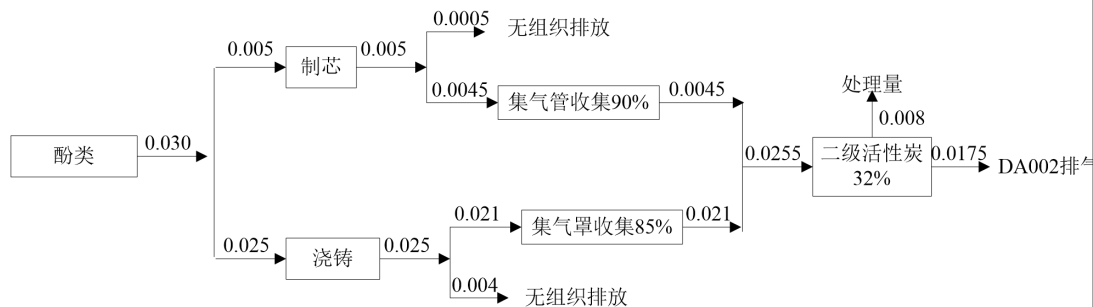 0.0005
无组织排放
0.005
制芯
0.005
0.0045
集气管收集90%
0.0045
处理量
0.008
酚类
0.030
0.0255
二级活性炭
32%
0.0175
DA002排
0.025
浇铸
0.025
0.021
集气罩收集85%
0.021
0.004
无组织排放